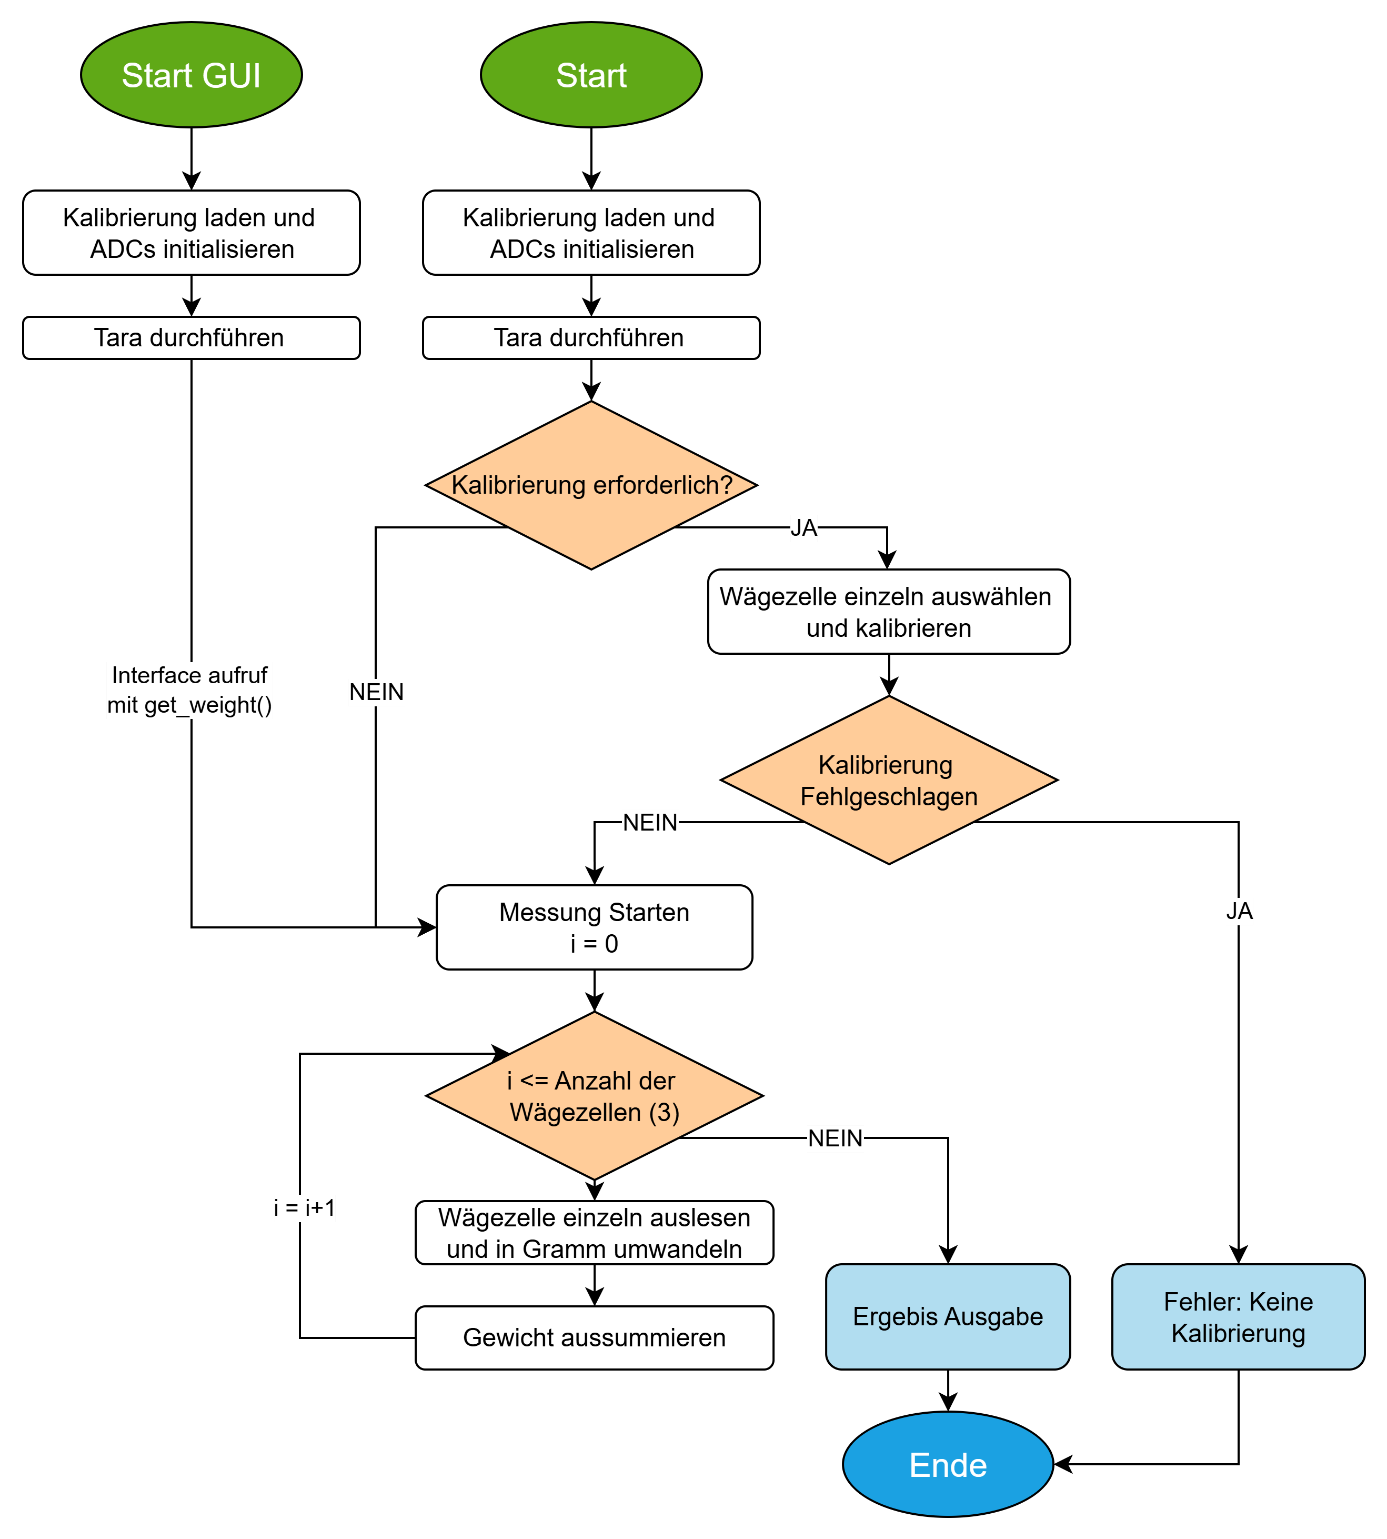 Start GUI
Start
Kalibrierung laden und
ADCs initialisieren
Kalibrierung laden und
ADCs initialisieren
Tara durchführen
Tara durchführen
Kalibrierung erforderlich?
JA
Wägezelle einzeln auswählen
und kalibrieren
Interface aufruf
mit get_weight()
NEIN
Kalibrierung
Fehlgeschlagen
NEIN
JA
Messung Starten
i = 0
i <= Anzahl der
Wägezellen (3)
NEIN
i = i+1
Wägezelle einzeln auslesen
und in Gramm umwandeln
Gewicht aussummieren
Ergebis Ausgabe
Fehler: Keine
Kalibrierung
Ende